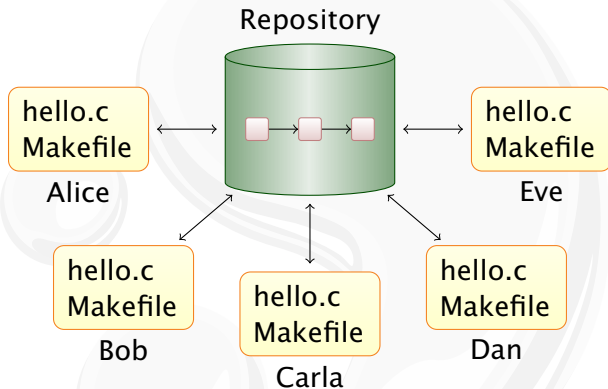 Repository
hello.c
Makefile
Alice
hello.c
Makefile
Eve
hello.c
Makefile
Bob
hello.c
Makefile
Carla
hello.c
Makefile
Dan